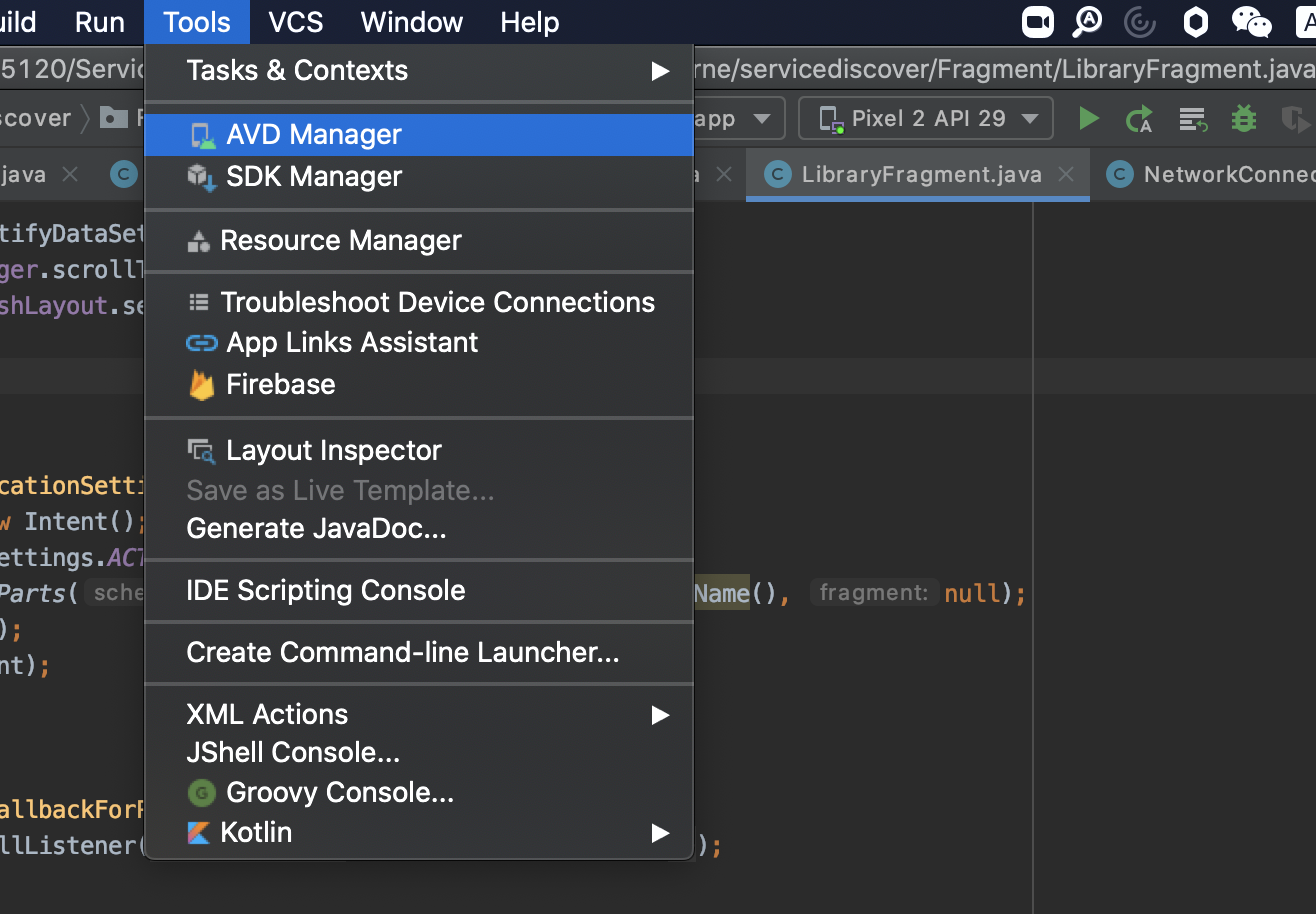 uild Run Tools VCS Window Help
5120/Servic
rne/servicediscover/Fragment/LibraryFragment.java
scover
app
Pixel 2 API 29
java
LibraryFragment.java
NetworkConnec
Tasks & Contexts
AVD Manager
SDK Manager
Resource Manager
Troubleshoot Device Connections
App Links Assistant
Firebase
Layout Inspector
Save as Live Template...
Generate JavaDoc...
IDE Scripting Console
Create Command-line Launcher...
XML Actions
JShell Console...
Groovy Console...
Kotlin
tifyDataSet
ger.scrollT
shLayout.se
cationSetti
w Intent();
ettings.ACT
Parts( sche
Name(), fragment: null);
);
nt);
allbackForF
llListener(
);